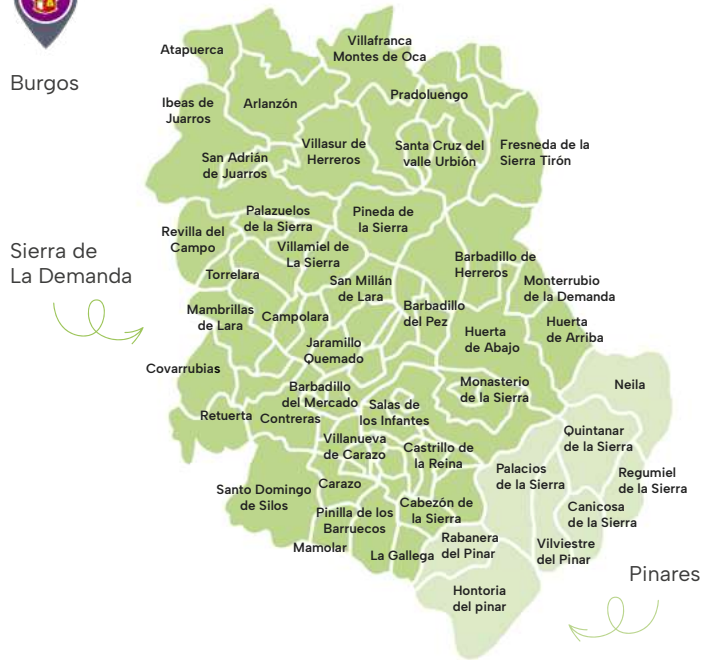 Burgos
Atapuerca
Villafranca
Montes de Oca
Pradoluengo
Ibeas de
Juarros
Arlanzón
Villasur de
Herreros
Santa Cruz del
valle Urbión
Fresneda de la
Sierra Tirón
San Adrián
de Juarros
Palazuelos
de la Sierra
Pineda de
la Sierra
Revilla del
Campo
Villamiel de
La Sierra
Sierra de
La Demanda
Torrelara
San Millán
de Lara
Barbadillo de
Herreros
Monterrubio
de la Demanda
Mambrillas
de Lara
Campolara
Barbadillo
del Pez
Huerta
de Abajo
Huerta
de Arriba
Jaramillo
Quemado
Covarrubias
Barbadillo
del Mercado
Monasterio
de la Sierra
Neila
Retuerta
Contreras
Salas de
los Infantes
Villanueva
de Carazo
Castrillo de
la Reina
Quintanar
de la Sierra
Palacios
de la Sierra
Regumiel
de la Sierra
Santo Domingo
de Silos
Carazo
Pinilla de los
Barruecos
Cabezón de
la Sierra
Canicosa
de la Sierra
Mamolar
La Gallega
Rabanera
del Pinar
Vilviestre
del Pinar
Pinares
Hontoria
del pinar